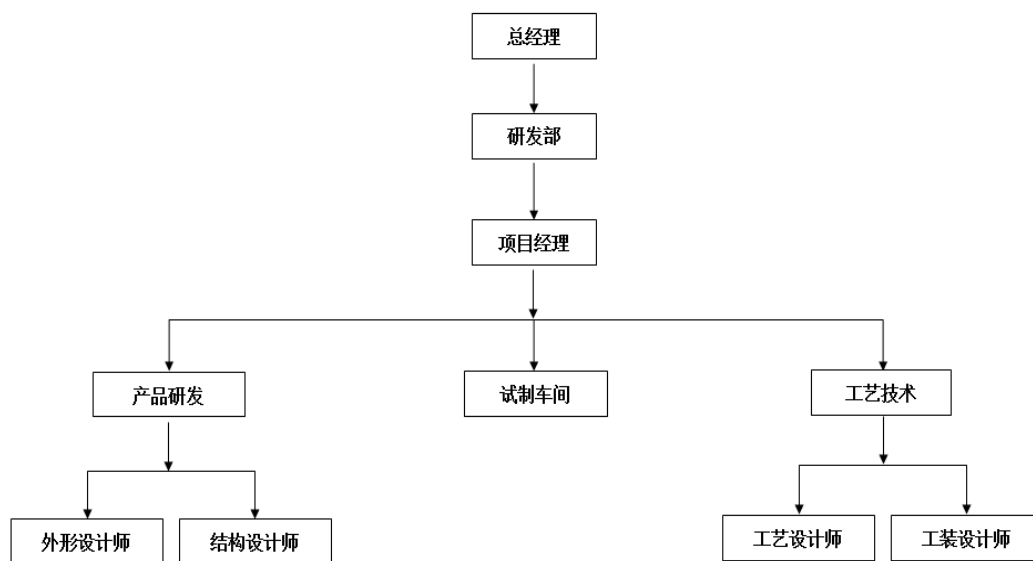 总经理
研发部
项目经理
产品研发
试制车间
工艺技术
外形设计师
结构设计师
工艺设计师
工装设计师